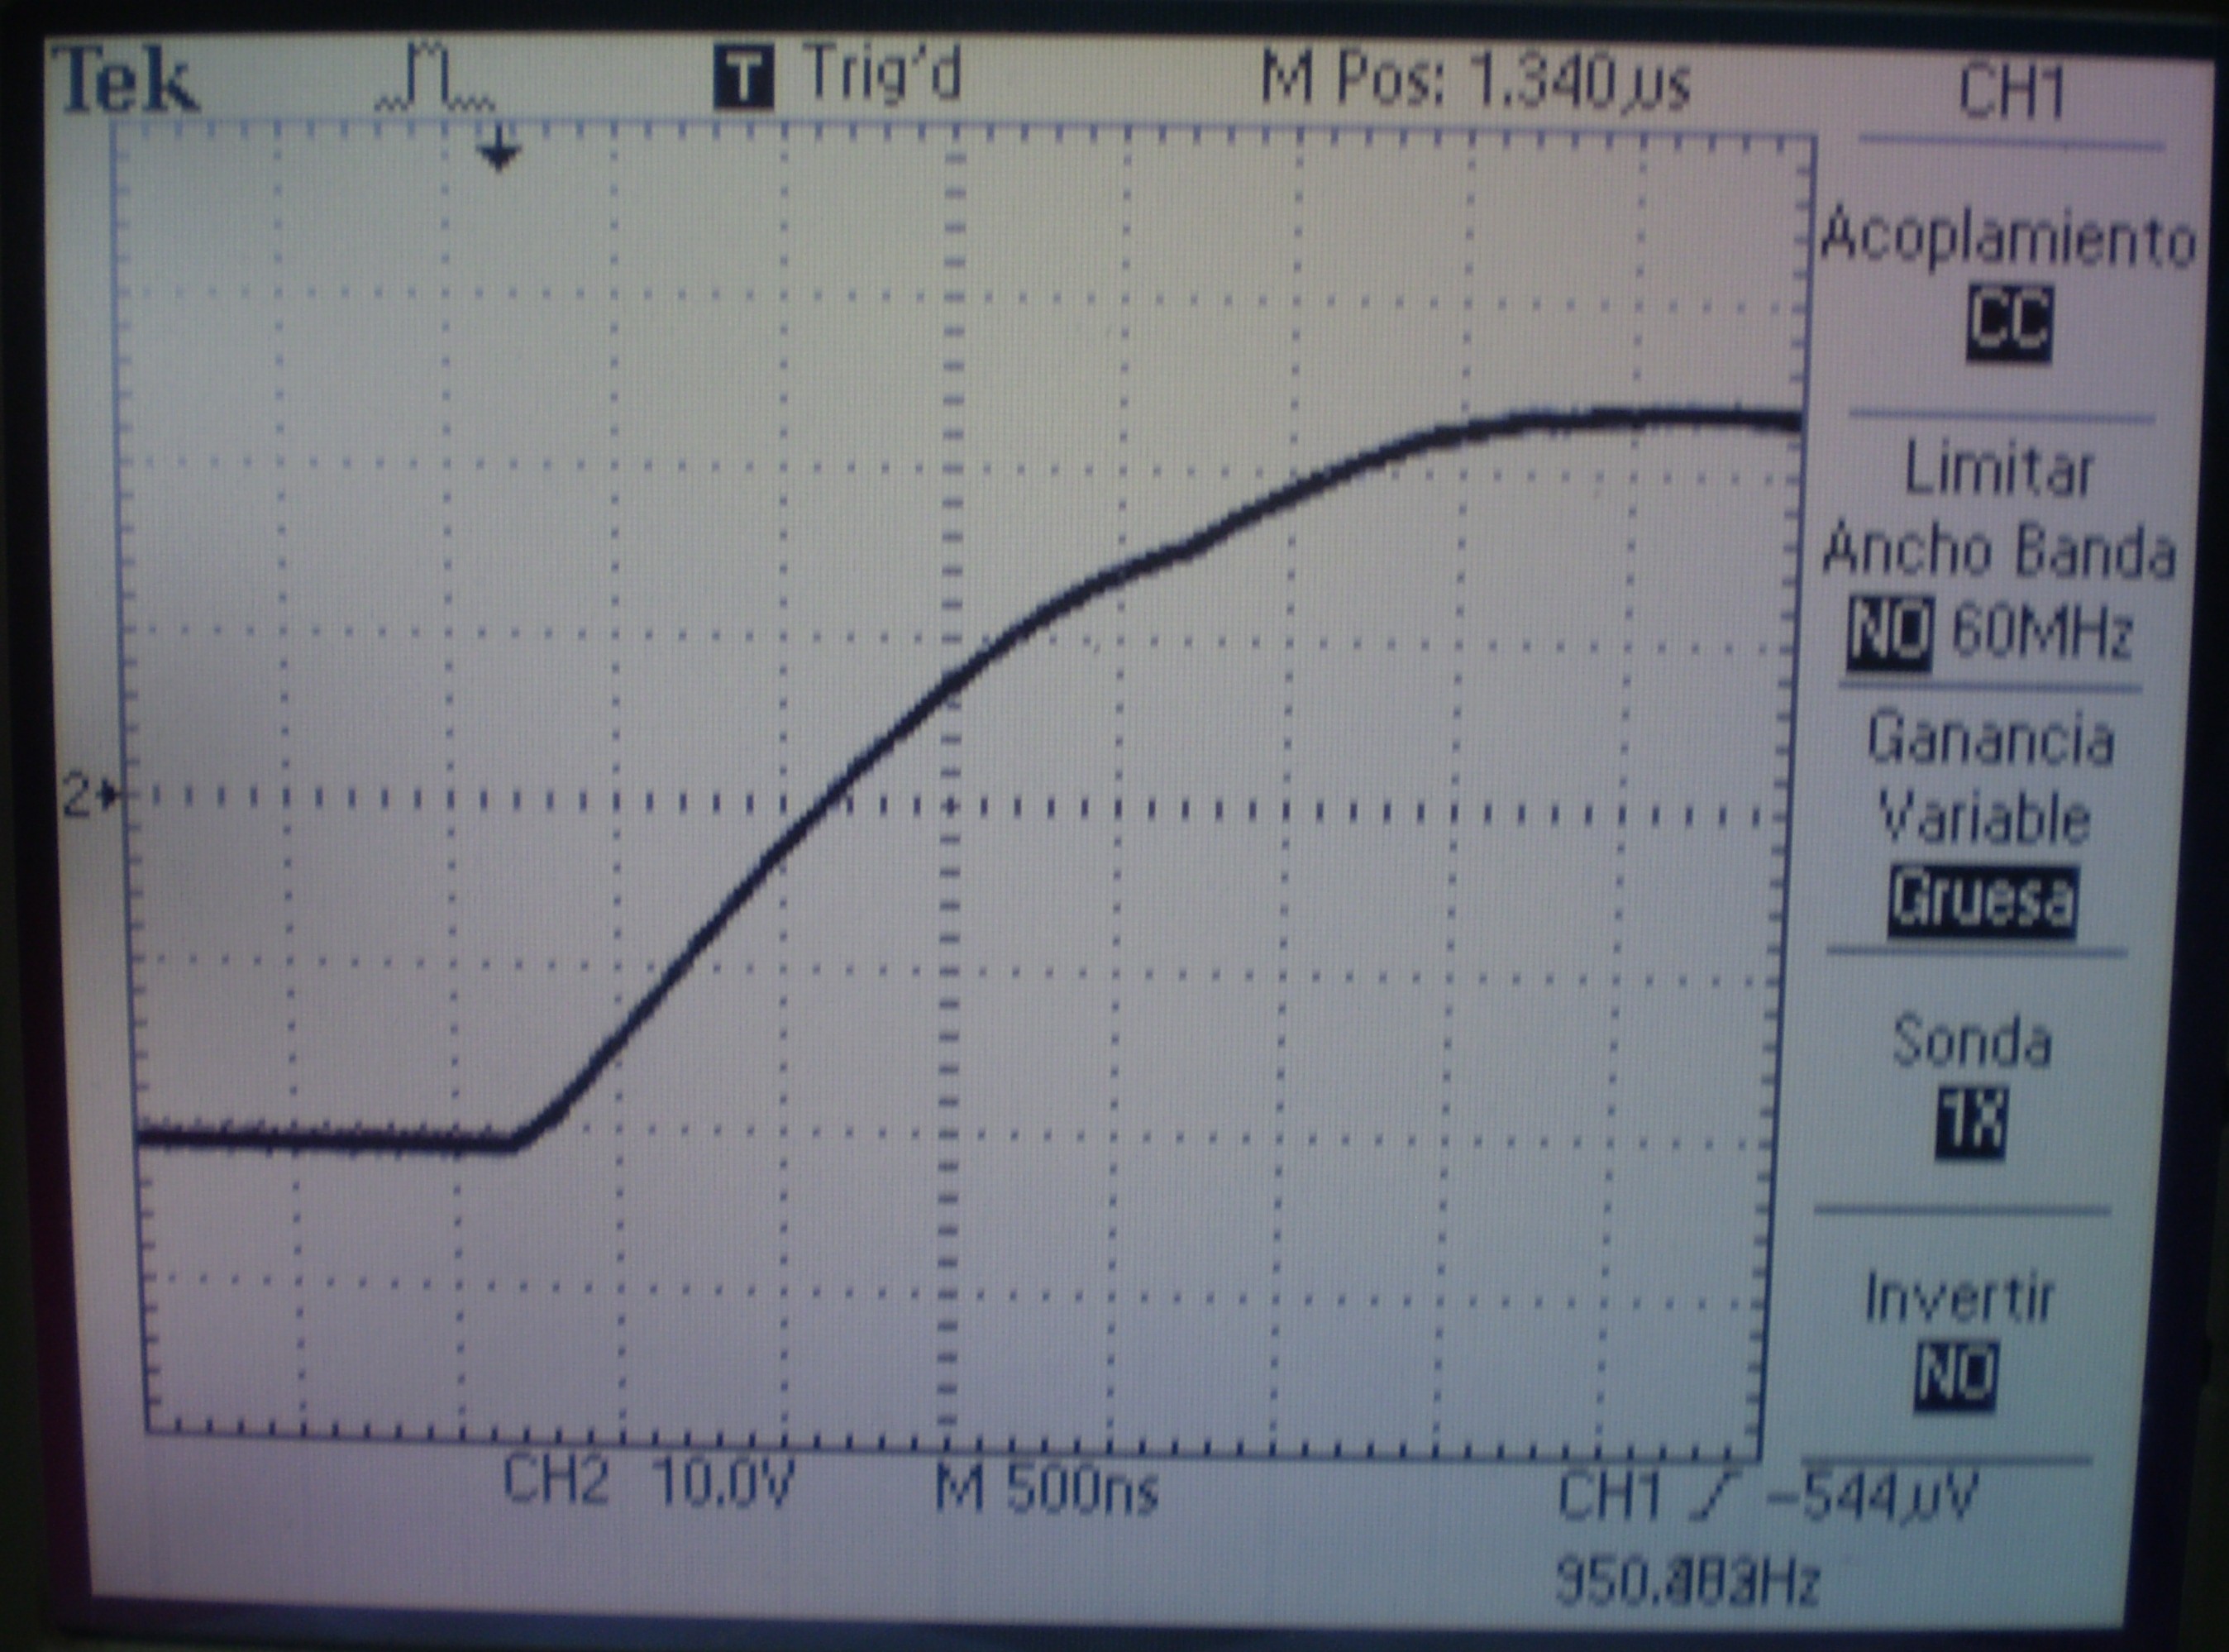 Tek T Trig'd M Pos: 1.340µs CH1
Acoplamiento
CC
Limitar
Ancho Banda
NO 60MHz
Ganancia
Variable
Gruesa
Sonda
1X
Invertir
NO
2
CH2 10.0V M 500ns CH1 -544µV